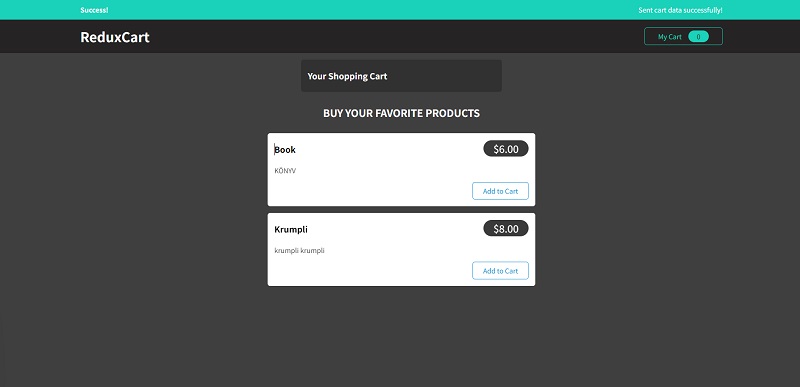 Success! Sent cart data successfully!
ReduxCart My Cart 0
Your Shopping Cart
BUY YOUR FAVORITE PRODUCTS
Book $6.00
KÖNYV
Add to Cart
Krumpli $8.00
krumpli krumpli
Add to Cart